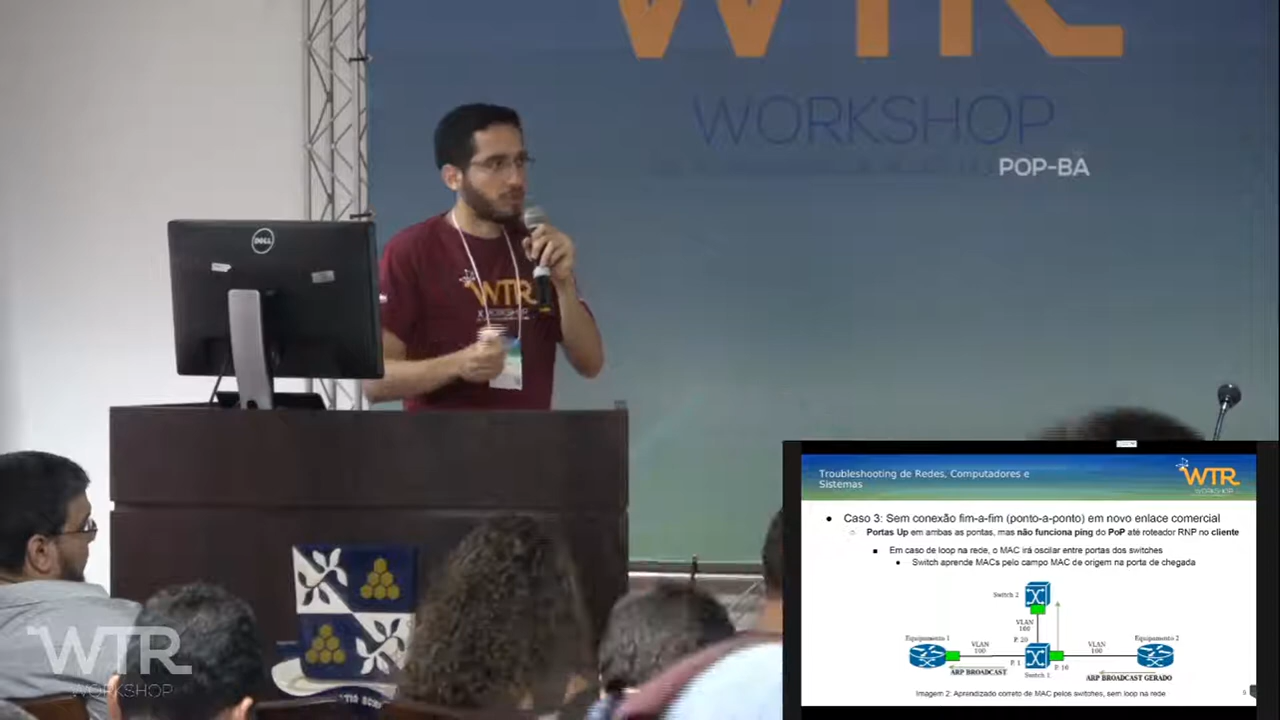 WTR
WORKSHOP
POP-BA
DELL
WTR
X WORKSHOP
WTR
WORKSHOP
Troubleshooting de Redes, Computadores e
Sistemas
WTR
WORKSHOP
● Caso 3: Sem conexão fim-a-fim (ponto-a-ponto) em novo enlace comercial
○ Portas Up em ambas as pontas, mas não funciona ping do PoP até roteador RNP no cliente
■ Em caso de loop na rede, o MAC irá oscilar entre portas dos switches
● Switch aprende MACs pelo campo MAC de origem na porta de chegada
Switch 2
VLAN
100
P. 20
Equipamento 1
VLAN
100
P. 1
Switch 1
P. 10
VLAN
100
Equipamento 2
ARP BROADCAST
ARP BROADCAST GERADO
Imagem 2: Aprendizado correto de MAC pelos switches, sem loop na rede